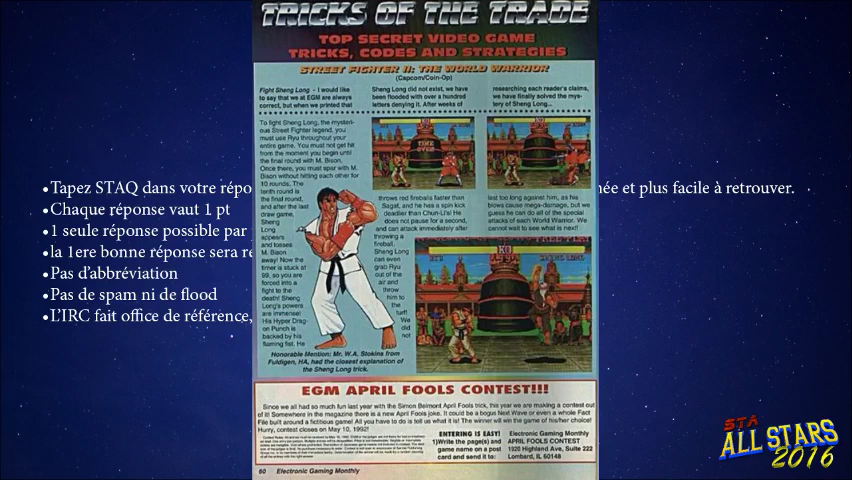 TRICKS OF THE TRADE
TOP SECRET VIDEO GAME
TRICKS, CODES AND STRATEGIES
STREET FIGHTER II: THE WORLD WARRIOR
(Capcom/Coin-Op)
Fight Sheng Long - I would like
to say that we at EGM are always
correct, but when we printed that
Sheng Long did not exist, we have
been flooded with over a hundred
letters denying it. After weeks of
researching each reader's claims,
we have finally solved the mys-
tery of Sheng Long...
To fight Sheng Long, the mysteri-
ous Street Fighter legend, you
must use Ryu throughout your
entire game. You must not get hit
from the moment you begin until
the final round with M. Bison.
Once there, you must spar with M.
Bison without hitting each other for
10 rounds. The
tenth round is
the final round,
and after the last
draw game,
Sheng
Long
appears
and tosses
M. Bison
away! Now the
timer is stuck at
99, so you are
forced into a
fight to the
death! Sheng
Long's powers
are immense!
His Hyper Drag-
on Punch is
backed by his
flaming fist. He
throws red fireballs faster than
Sagat, and he has a spin kick
deadlier than Chun-Li's! He
does not pause for a second,
and can attack immediately after
throwing a
fireball.
Sheng Long
can even
grab Ryu
out of the
air and
throw
him to
the
turf!
We
did
not
last too long against him, as his
blows cause mega-damage, but we
guess he can do all of the special
attacks of each World Warrior. We
cannot wait to see what is next!
TIME
OVER
KO
Honorable Mention: Mr. W.A. Stokins from
Fuldigen, HA, had the closest explanation of
the Sheng Long trick.
EGM APRIL FOOLS CONTEST!!!
Since we all had so much fun last year with the Simon Belmont April Fools trick, this year we are making a contest out
of it! Somewhere in the magazine there is a new April Fools joke. It could be a bogus Next Wave or even a whole Fact
File built around a fictitious game! All you have to do is tell us what it is! The winner will win the game of his/her choice!
Hurry, contest closes on May 10, 1992!
ENTERING IS EASY!
1)Write the page(s) and
game name on a post
card and send it to:
Electronic Gaming Monthly
APRIL FOOLS CONTEST
1920 Highland Ave, Suite 222
Lombard, IL 60148
60 Electronic Gaming Monthly
•Tapez STAQ dans votre répo
née et plus facile à retrouver.
•Chaque réponse vaut 1 pt
•1 seule réponse possible par
•la 1ere bonne réponse sera re
•Pas d'abbréviation
•Pas de spam ni de flood
•L'IRC fait office de référence,
STA
ALL STARS
2016